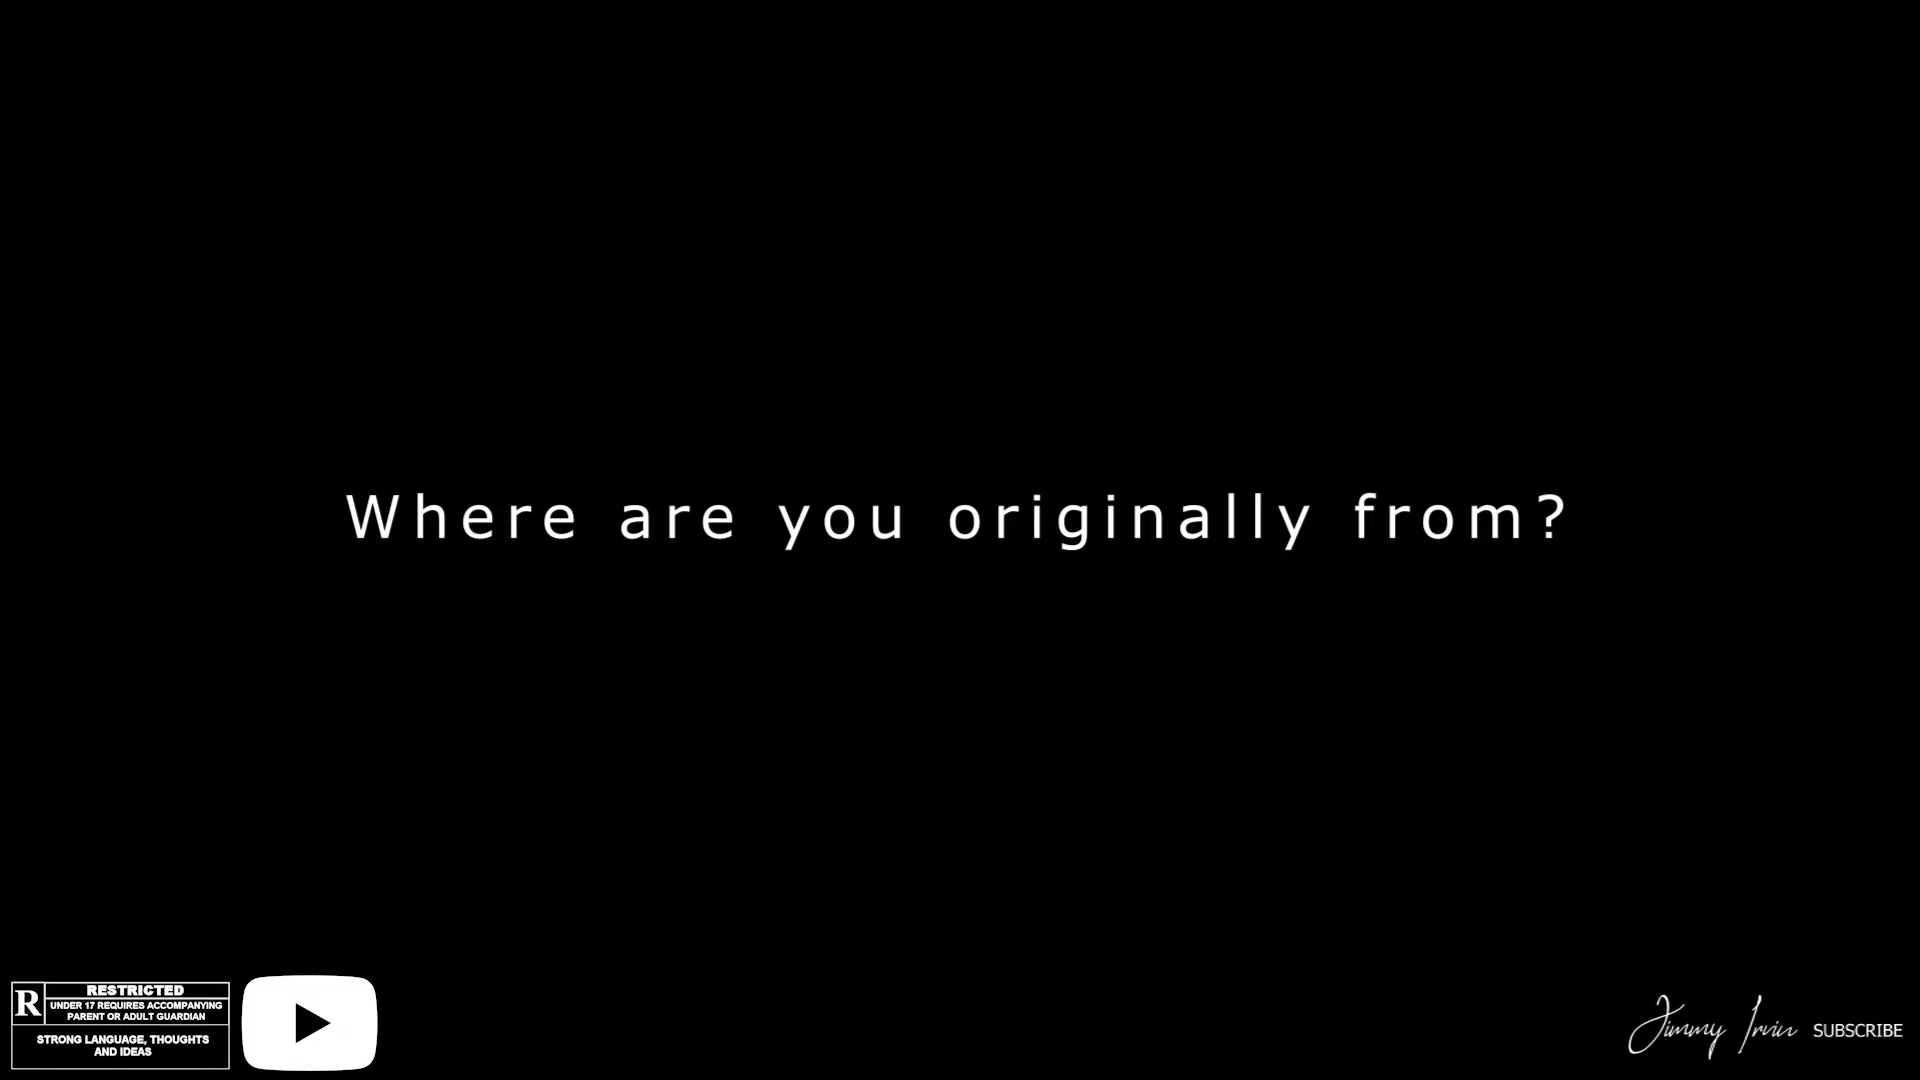 Where are you originally from?
R
RESTRICTED
UNDER 17 REQUIRES ACCOMPANYING
PARENT OR ADULT GUARDIAN
STRONG LANGUAGE, THOUGHTS
AND IDEAS
Jimmy Irvin SUBSCRIBE